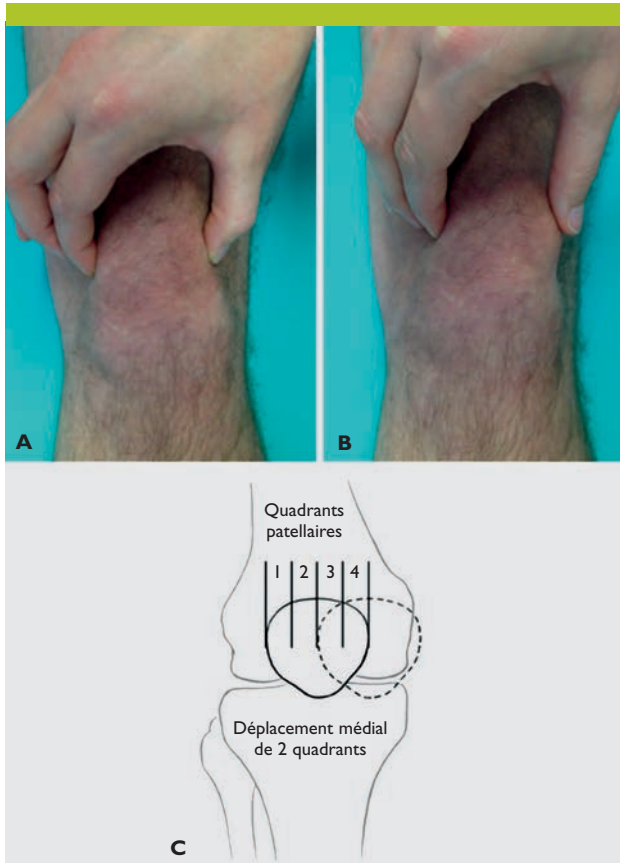 A
B
Quadrants
patellaires
1 2 3 4
Déplacement médial
de 2 quadrants
C